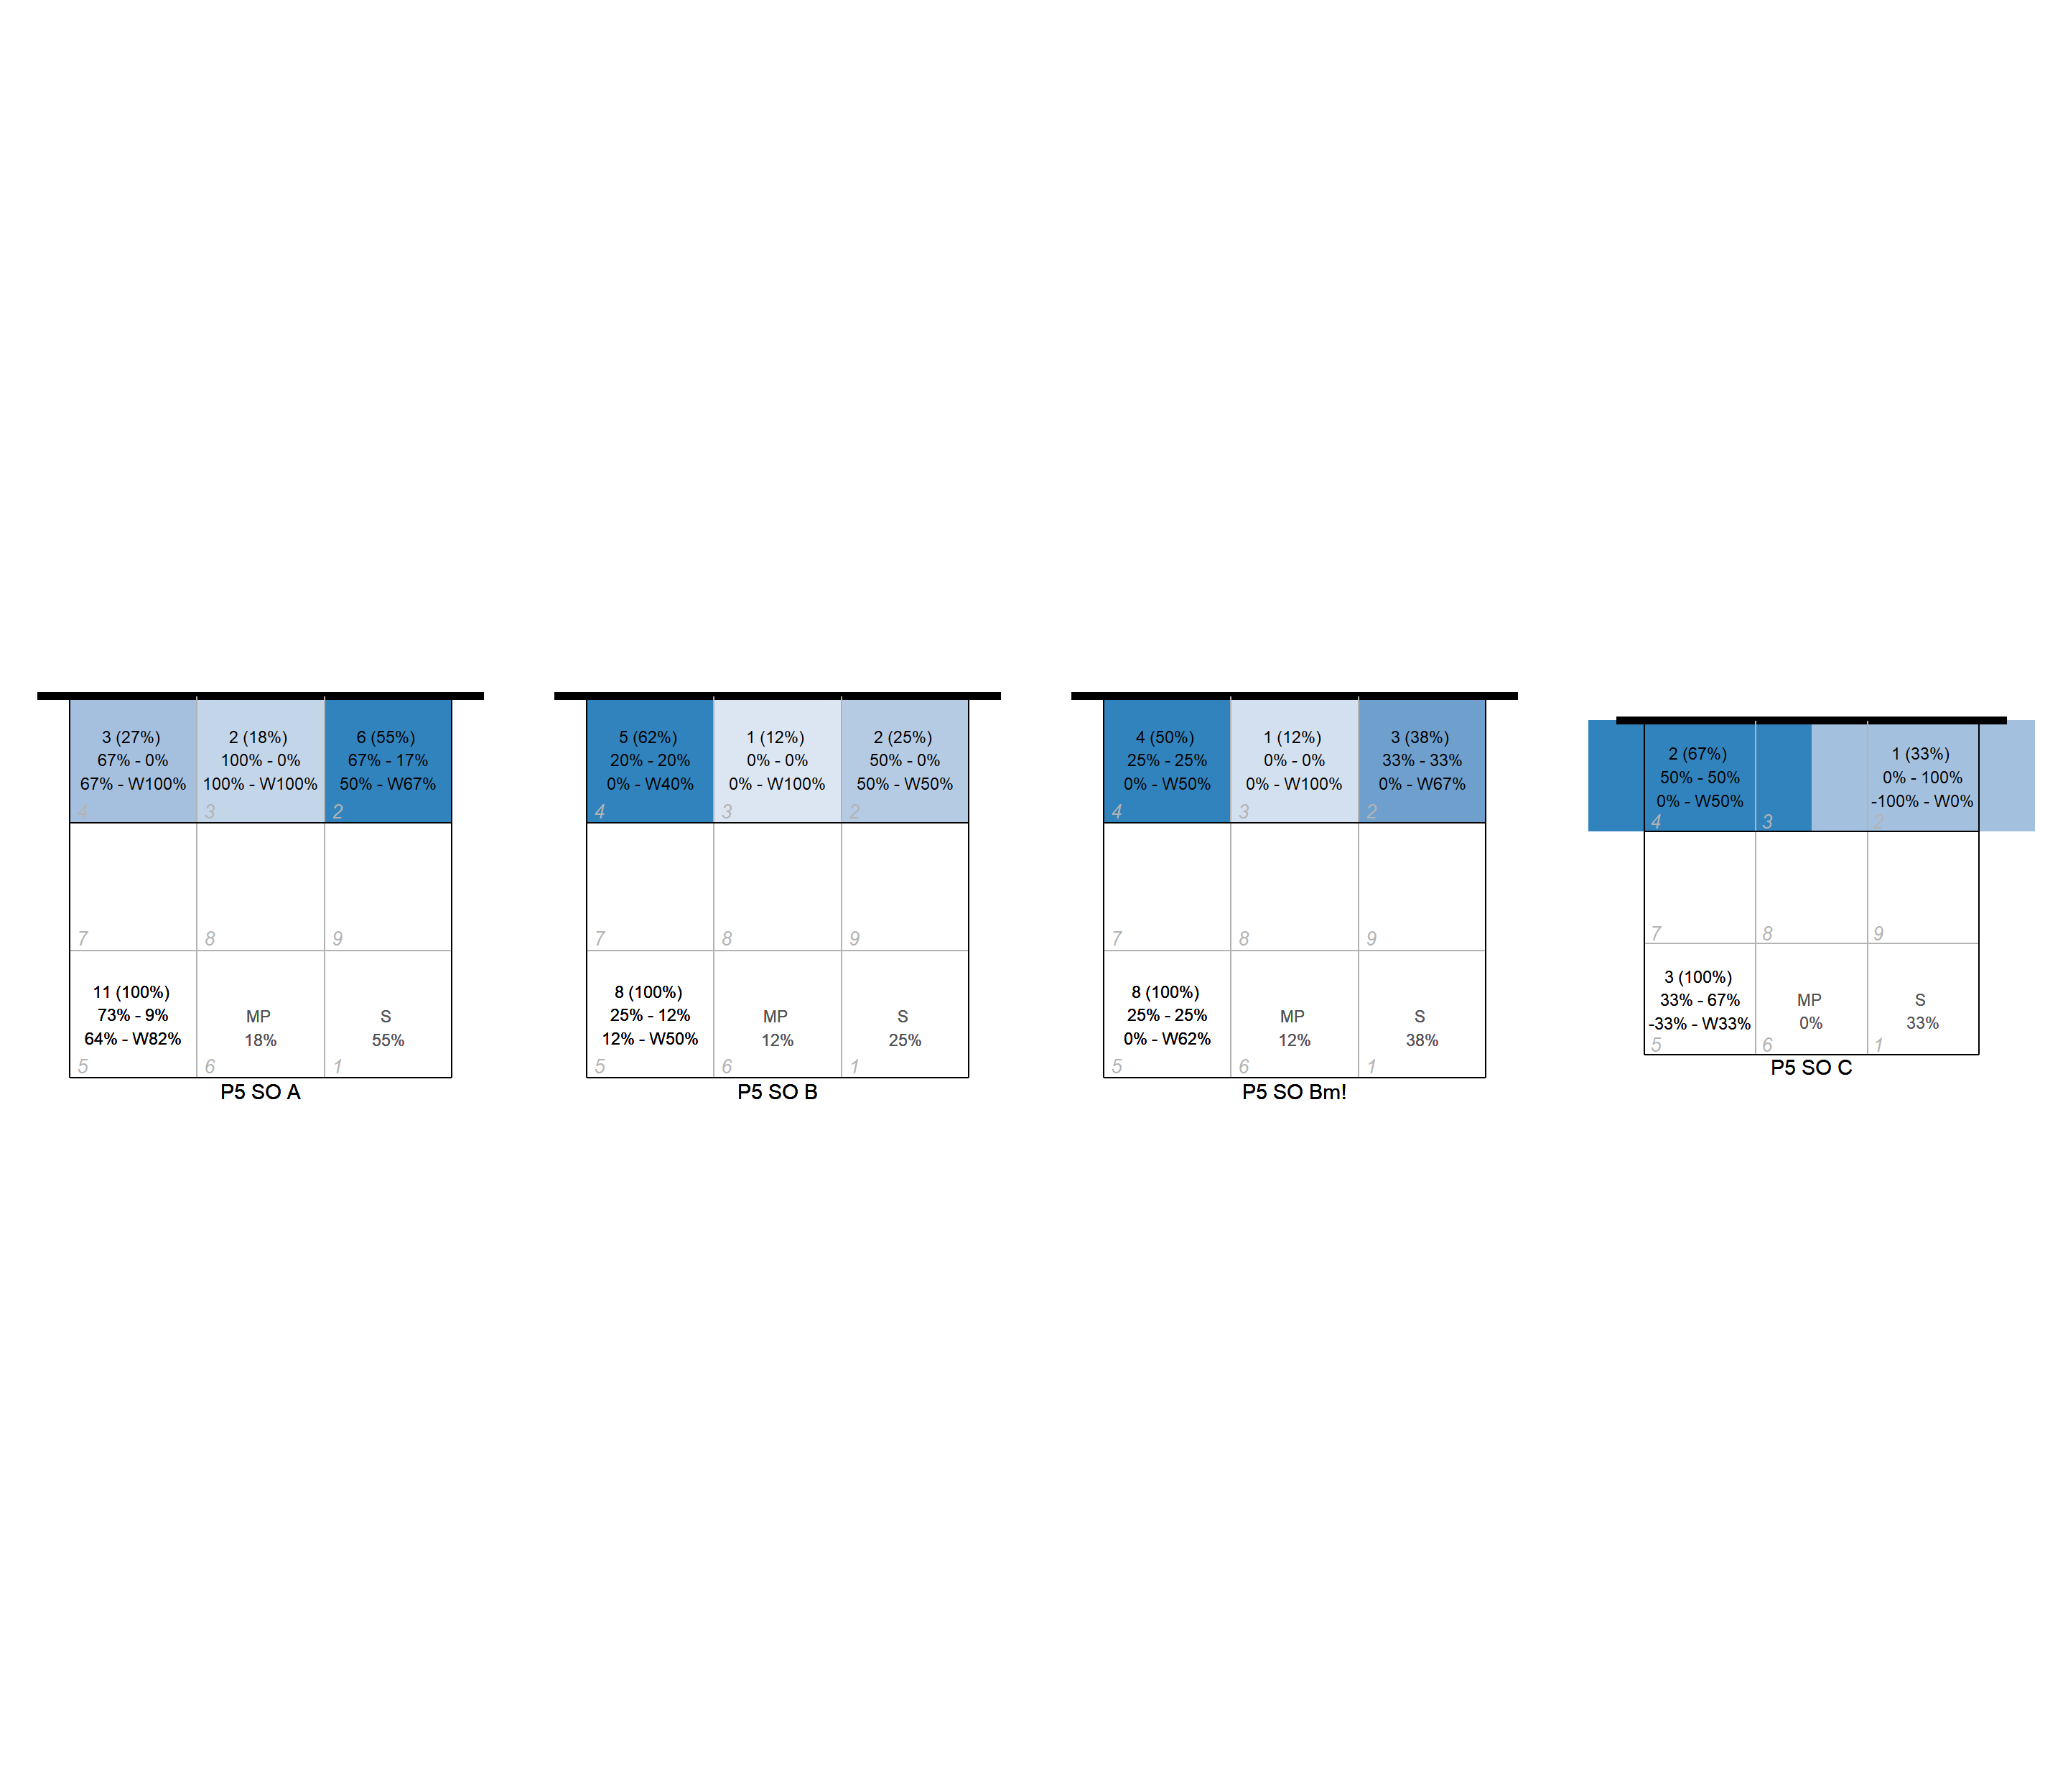 3 (27%)
67% - 0%
67% - W100%
4
2 (18%)
100% - 0%
100% - W100%
3
6 (55%)
67% - 17%
50% - W67%
2
7
8
9
11 (100%)
73% - 9%
64% - W82%
5
MP
18%
6
S
55%
1
P5 SO A
5 (62%)
20% - 20%
0% - W40%
4
1 (12%)
0% - 0%
0% - W100%
3
2 (25%)
50% - 0%
50% - W50%
2
7
8
9
8 (100%)
25% - 12%
12% - W50%
5
MP
12%
6
S
25%
1
P5 SO B
4 (50%)
25% - 25%
0% - W50%
4
1 (12%)
0% - 0%
0% - W100%
3
3 (38%)
33% - 33%
0% - W67%
2
7
8
9
8 (100%)
25% - 25%
0% - W62%
5
MP
12%
6
S
38%
1
P5 SO Bm!
2 (67%)
50% - 50%
0% - W50%
4
3
1 (33%)
0% - 100%
-100% - W0%
2
7
8
9
3 (100%)
33% - 67%
-33% - W33%
5
MP
0%
6
S
33%
1
P5 SO C